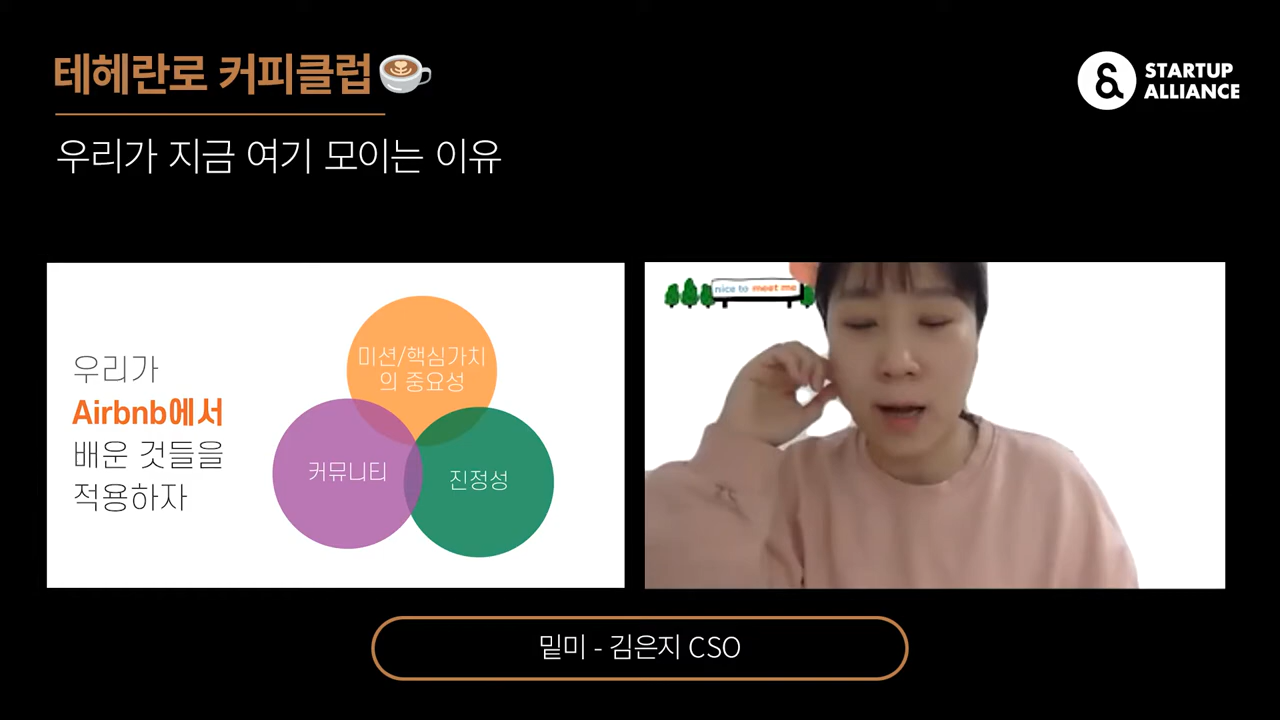 테헤란로 커피클럽
STARTUP
ALLIANCE
우리가 지금 여기 모이는 이유
우리가
Airbnb에서
배운 것들을
적용하자
미션/핵심가치
의 중요성
커뮤니티
진정성
nice to meet me
밑미 - 김은지 CSO